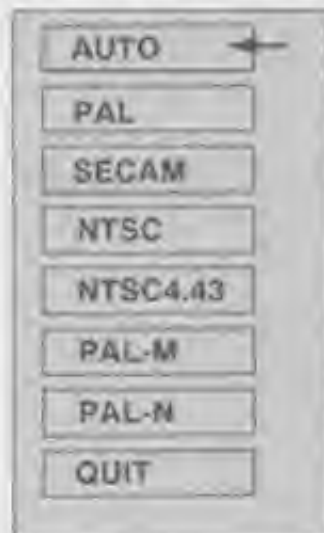 AUTO
PAL
SECAM
NTSC
NTSC4.43
PAL-M
PAL-N
QUIT